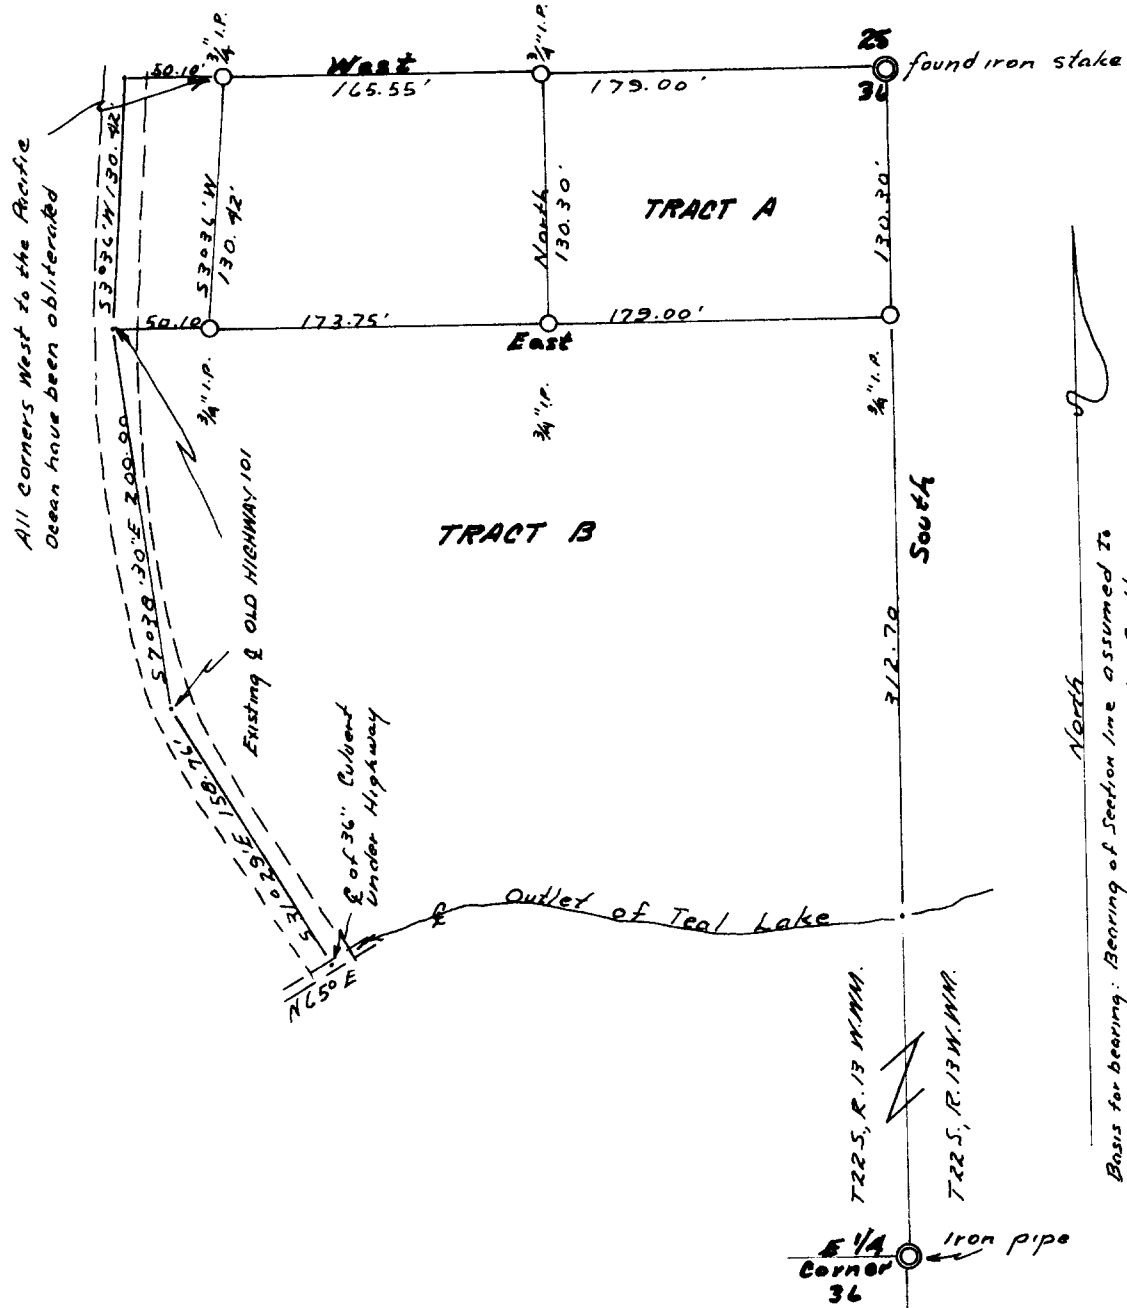 3/4" I.P.
3/4" I.P.
25
36
found iron stake
50.10'
West
165.55'
179.00'
All corners West to the Pacific
Ocean have been obliterated
S3°36'W 130.42
S3°36'W
130.42'
North
130.30'
TRACT A
130.30'
50.10
173.75'
East
179.00'
3/4" I.P.
3/4" I.P.
3/4" I.P.
S7°38'30"E 200.00
Existing ℄ OLD HIGHWAY 101
TRACT B
South
312.70
North
Basis for bearing: Bearing of Section line assumed to
S31°29'E 158.76'
℄ of 36" Culvert
under Highway
N65°E
℄ Outlet of Teal Lake
T22S., R.13 W.WM.
T22S., R.13 W.WM.
E 1/4
Corner
36
Iron pipe